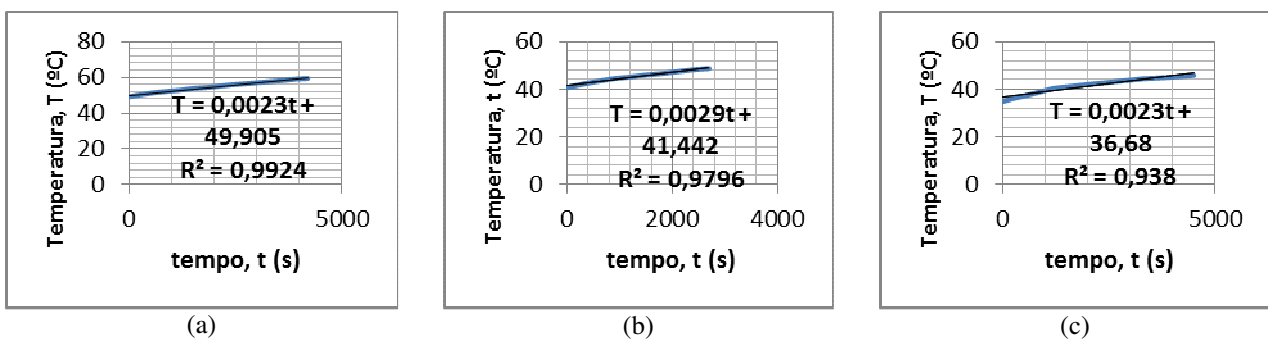 80
60
40
20
0
Temperatura, T (ºC)
T = 0,0023t +
49,905
R² = 0,9924
0 5000
tempo, t (s)
(a)
60
40
20
0
Temperatura, t (ºC)
T = 0,0029t +
41,442
R² = 0,9796
0 2000 4000
tempo, t (s)
(b)
60
40
20
0
Temperatura, T (ºC)
T = 0,0023t +
36,68
R² = 0,938
0 5000
tempo, t (s)
(c)